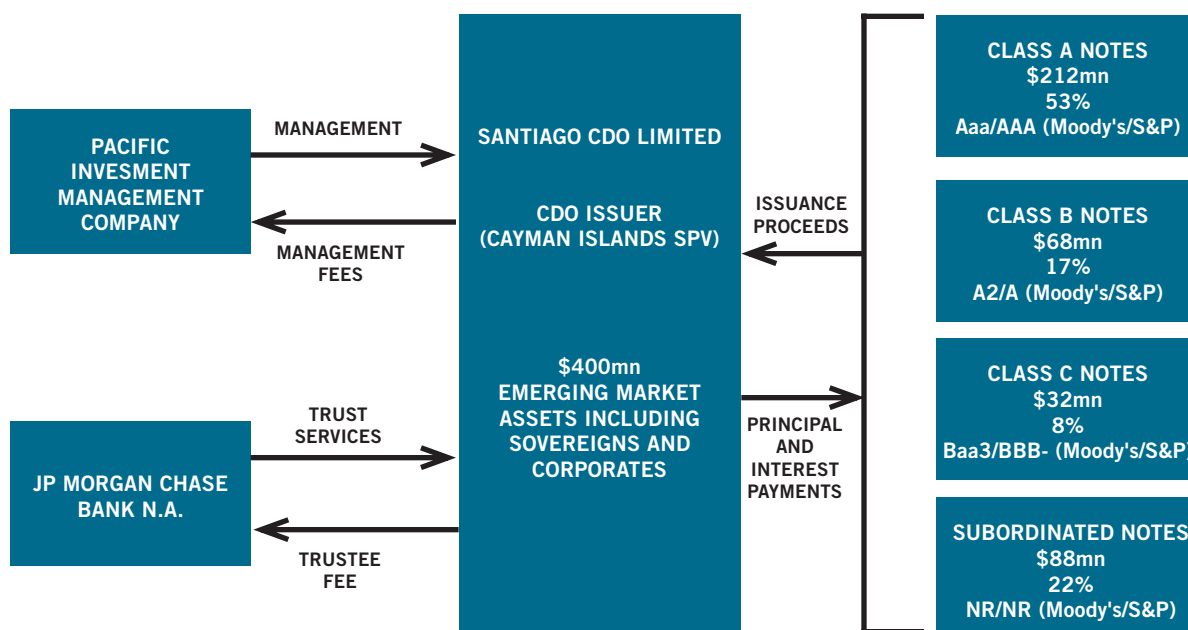 PACIFIC
INVESMENT
MANAGEMENT
COMPANY
MANAGEMENT
MANAGEMENT
FEES
JP MORGAN CHASE
BANK N.A.
TRUST
SERVICES
TRUSTEE
FEE
SANTIAGO CDO LIMITED
CDO ISSUER
(CAYMAN ISLANDS SPV)
$400mn
EMERGING MARKET
ASSETS INCLUDING
SOVEREIGNS AND
CORPORATES
ISSUANCE
PROCEEDS
PRINCIPAL
AND
INTEREST
PAYMENTS
CLASS A NOTES
$212mn
53%
Aaa/AAA (Moody's/S&P)
CLASS B NOTES
$68mn
17%
A2/A (Moody's/S&P)
CLASS C NOTES
$32mn
8%
Baa3/BBB- (Moody's/S&P)
SUBORDINATED NOTES
$88mn
22%
NR/NR (Moody's/S&P)